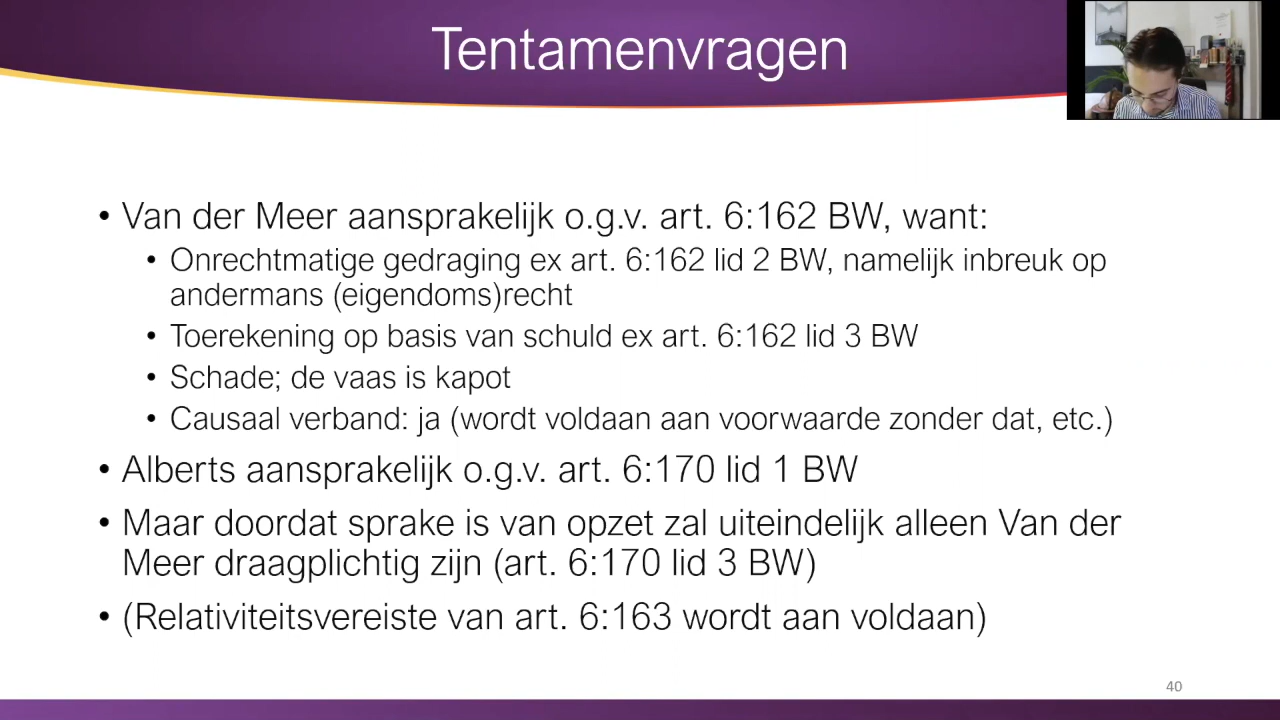 Tentamenvragen
• Van der Meer aansprakelijk o.g.v. art. 6:162 BW, want:
• Onrechtmatige gedraging ex art. 6:162 lid 2 BW, namelijk inbreuk op
andermans (eigendoms)recht
• Toerekening op basis van schuld ex art. 6:162 lid 3 BW
• Schade; de vaas is kapot
• Causaal verband: ja (wordt voldaan aan voorwaarde zonder dat, etc.)
• Alberts aansprakelijk o.g.v. art. 6:170 lid 1 BW
• Maar doordat sprake is van opzet zal uiteindelijk alleen Van der
Meer draagplichtig zijn (art. 6:170 lid 3 BW)
• (Relativiteitsvereiste van art. 6:163 wordt aan voldaan)
40